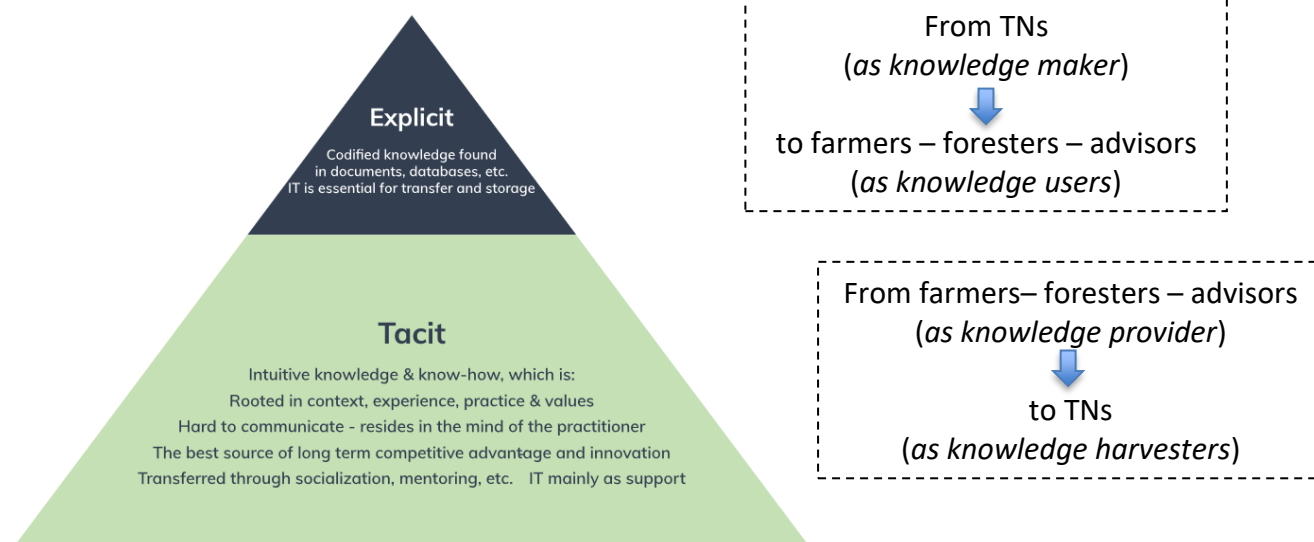 Explicit
Codified knowledge found
in documents, databases, etc.
IT is essential for transfer and storage
Tacit
Intuitive knowledge & know-how, which is:
Rooted in context, experience, practice & values
Hard to communicate - resides in the mind of the practitioner
The best source of long term competitive advantage and innovation
Transferred through socialization, mentoring, etc. IT mainly as support
From TNs
(as knowledge maker)
to farmers – foresters – advisors
(as knowledge users)
From farmers– foresters – advisors
(as knowledge provider)
to TNs
(as knowledge harvesters)